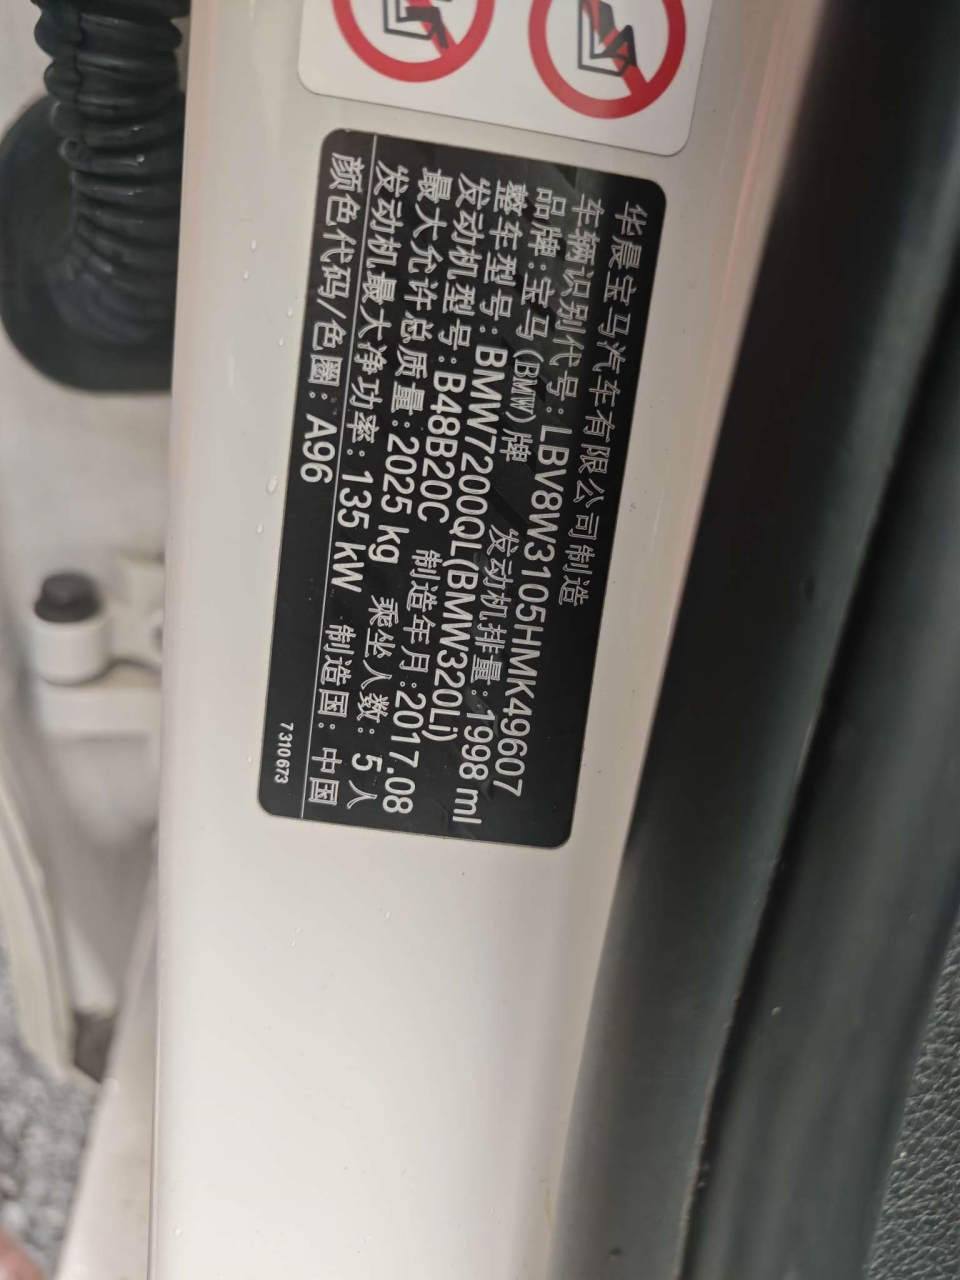 华晨宝马汽车有限公司制造
车辆识别代号:LBV8W3105HMK49607
品牌:宝马(BMW)牌 发动机排量:1998 ml
整车型号:BMW7200QL(BMW320Li)
发动机型号:B48B20C 制造年月:2017.08
最大允许总质量:2025 kg 乘坐人数:5人
发动机最大净功率:135 kW 制造国:中国
颜色代码/色圈:A96
7310673